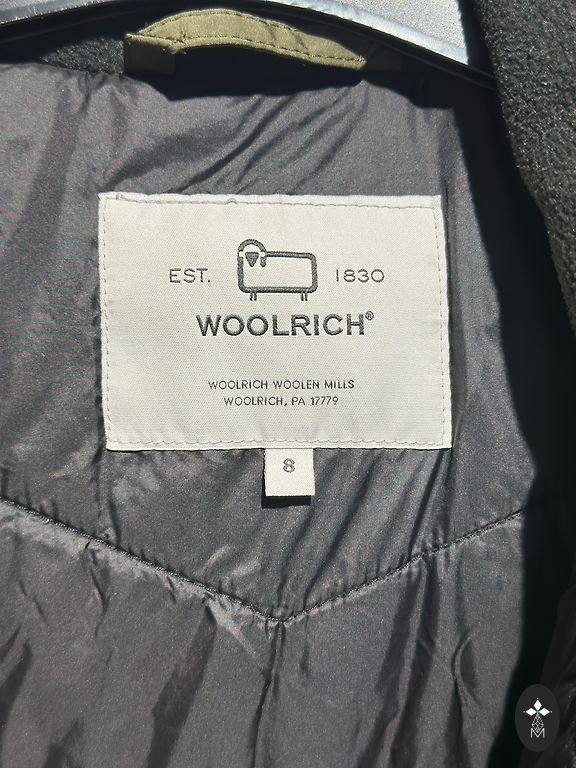 EST. 1830
WOOLRICH®
WOOLRICH WOOLEN MILLS
WOOLRICH, PA 17779
8
M